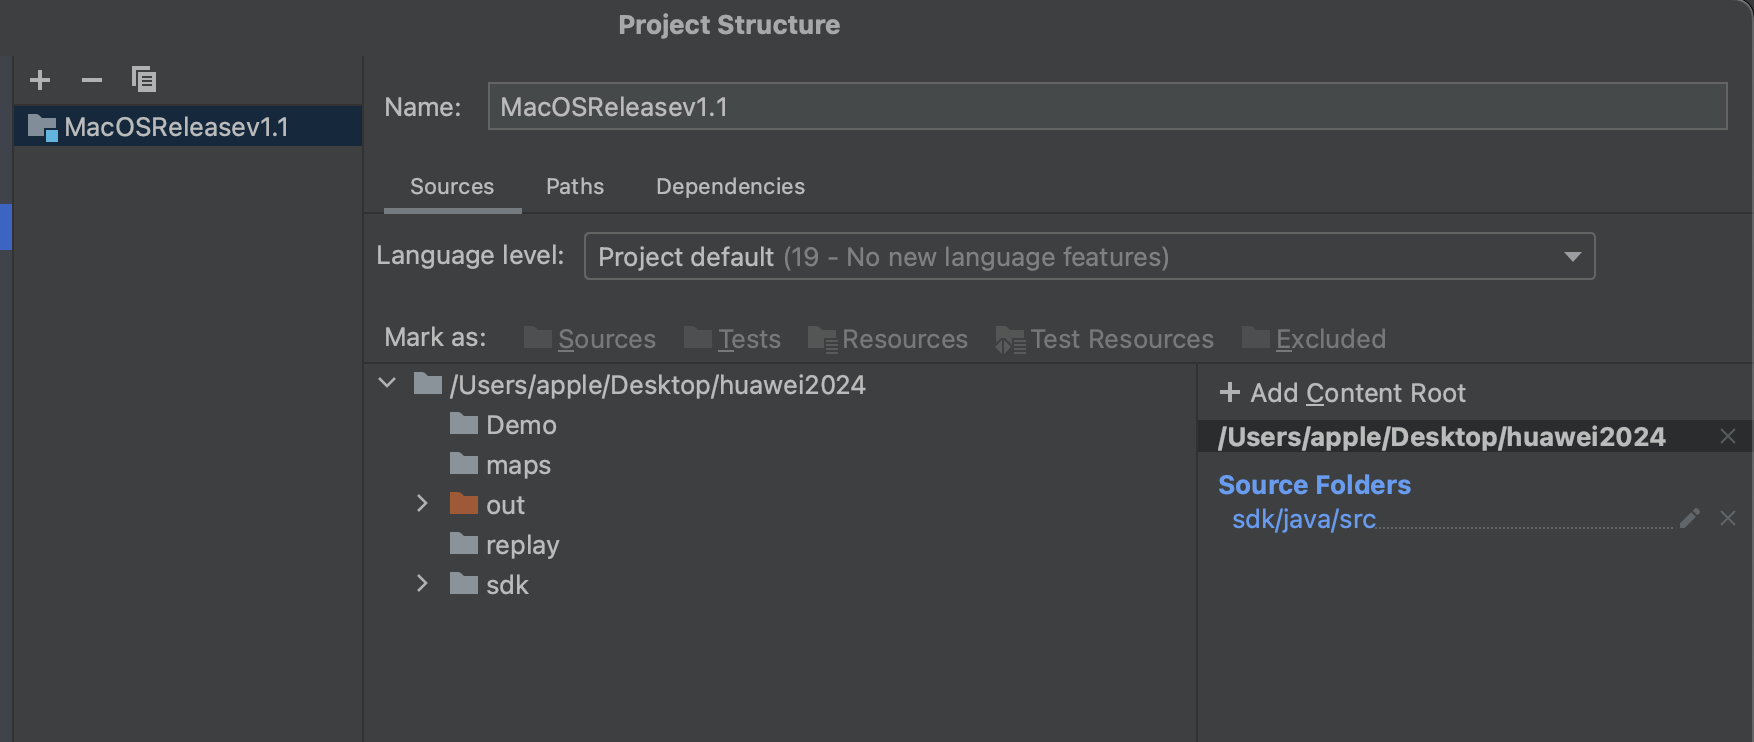 Project Structure
MacOSReleasev1.1
Name: MacOSReleasev1.1
Sources Paths Dependencies
Language level: Project default (19 - No new language features)
Mark as: Sources Tests Resources Test Resources Excluded
/Users/apple/Desktop/huawei2024
Demo
maps
out
replay
sdk
+ Add Content Root
/Users/apple/Desktop/huawei2024
Source Folders
sdk/java/src